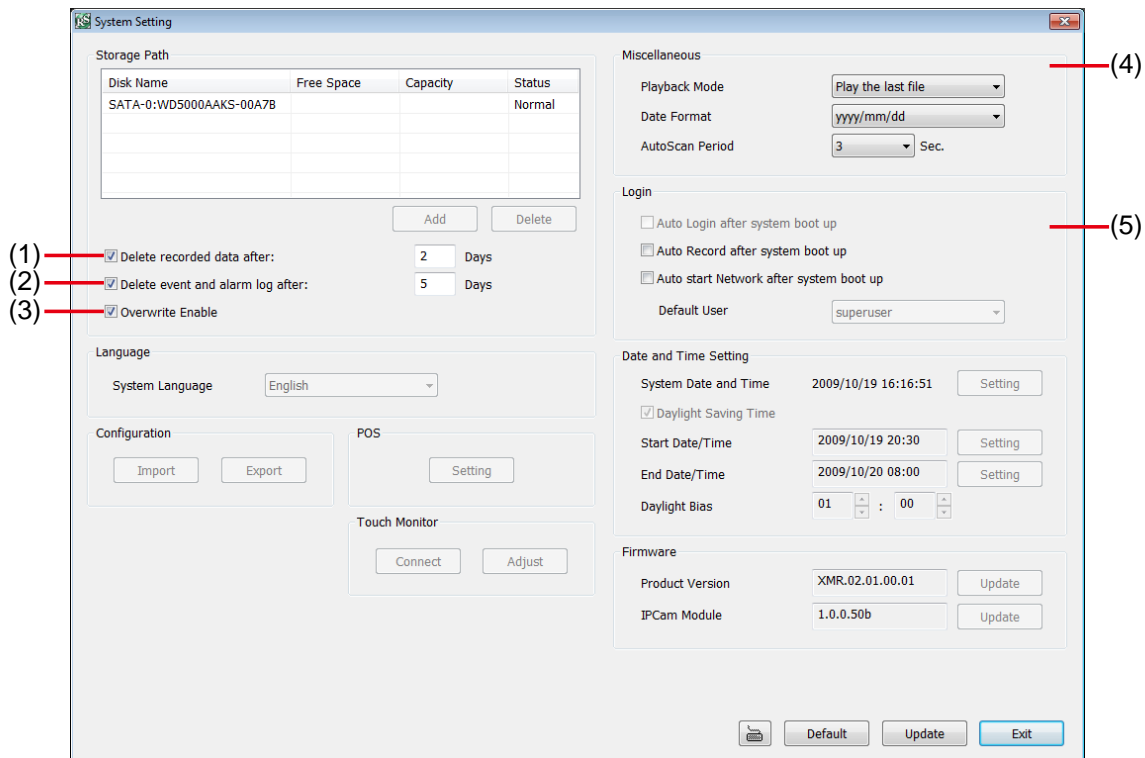 System Setting
Storage Path
Disk Name Free Space Capacity Status
SATA-0:WD5000AAKS-00A7B Normal
Add Delete
(1) Delete recorded data after: 2 Days
(2) Delete event and alarm log after: 5 Days
(3) Overwrite Enable
Language
System Language English
Configuration
Import Export
POS
Setting
Touch Monitor
Connect Adjust
Miscellaneous
(4)
Playback Mode Play the last file
Date Format yyyy/mm/dd
AutoScan Period 3 Sec.
Login
Auto Login after system boot up
(5)
Auto Record after system boot up
Auto start Network after system boot up
Default User superuser
Date and Time Setting
System Date and Time 2009/10/19 16:16:51 Setting
Daylight Saving Time
Start Date/Time 2009/10/19 20:30 Setting
End Date/Time 2009/10/20 08:00 Setting
Daylight Bias 01 : 00
Firmware
Product Version XMR.02.01.00.01 Update
IPCam Module 1.0.0.50b Update
Default Update Exit